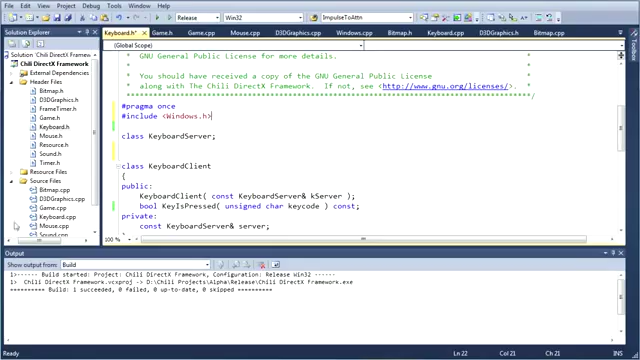 File Edit View Project Build Debug Team Data Tools Architecture Test Analyze Window Help
Release Win32 ImpulseToAttn
Solution Explorer
Keyboard.h* Game.h Game.cpp Mouse.cpp D3DGraphics.cpp Windows.cpp Keyboard.cpp D3DGraphics.h Bitmap.cpp
(Global Scope)
Solution 'Chili DirectX Framework'
Chili DirectX Framework
External Dependencies
Header Files
Bitmap.h
D3DGraphics.h
FrameTimer.h
Game.h
Keyboard.h
Mouse.h
Resource.h
Sound.h
Timer.h
Resource Files
Source Files
Bitmap.cpp
D3DGraphics.cpp
Game.cpp
Keyboard.cpp
Mouse.cpp
Sound.cpp
* GNU General Public License for more details.
* You should have received a copy of the GNU General Public License
* along with The Chili DirectX Framework. If not, see <http://www.gnu.org/licenses/>.
#pragma once
#include <Windows.h>
class KeyboardServer;
class KeyboardClient
{
public:
KeyboardClient( const KeyboardServer& kServer );
bool KeyIsPressed( unsigned char keycode ) const;
private:
const KeyboardServer& server;
100 %
Output
Show output from: Build
1>------ Build started: Project: Chili DirectX Framework, Configuration: Release Win32 ------
1> Chili DirectX Framework.vcxproj -> D:\Chili Projects\Alpha\Release\Chili DirectX Framework.exe
========== Build: 1 succeeded, 0 failed, 0 up-to-date, 0 skipped ==========
Ready Ln 22 Col 21 Ch 21 INS